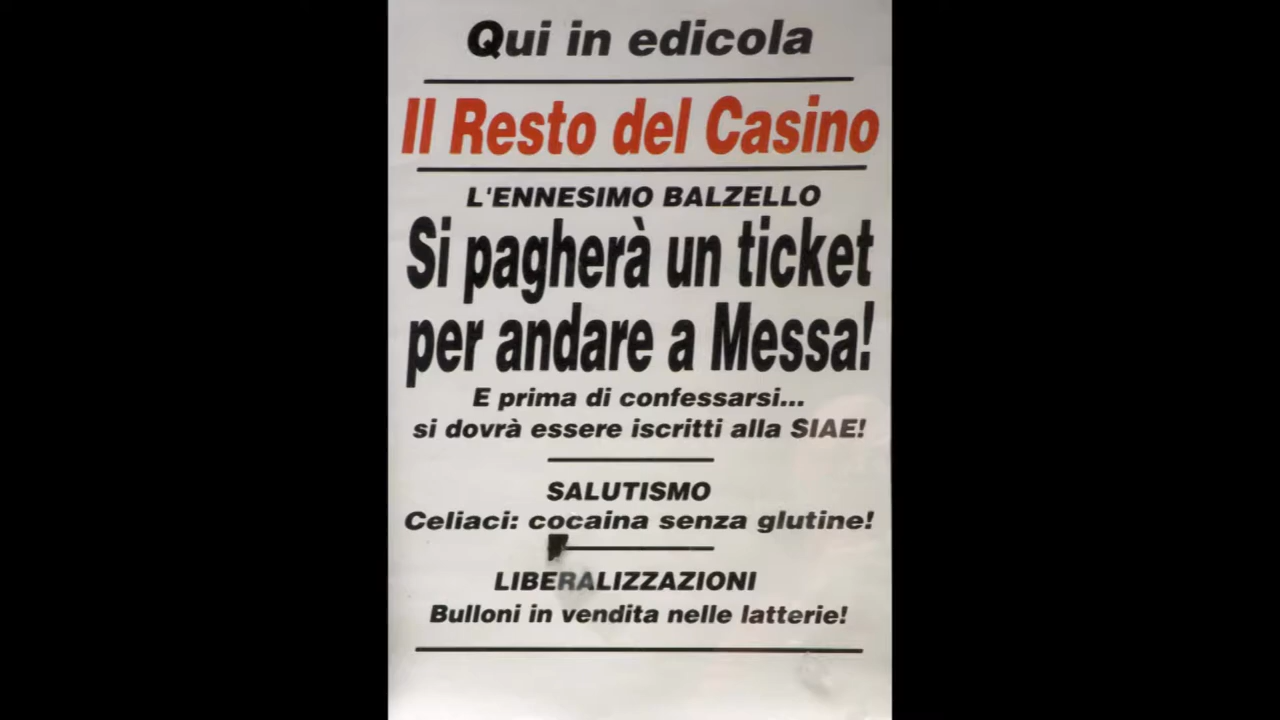 Qui in edicola
Il Resto del Casino
L'ENNESIMO BALZELLO
Si pagherà un ticket
per andare a Messa!
E prima di confessarsi...
si dovrà essere iscritti alla SIAE!
SALUTISMO
Celiaci: cocaina senza glutine!
LIBERALIZZAZIONI
Bulloni in vendita nelle latterie!